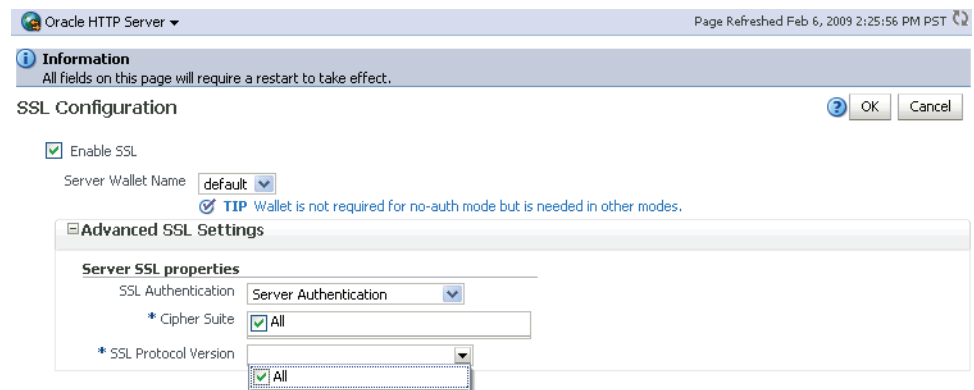 Oracle HTTP Server
Page Refreshed Feb 6, 2009 2:25:56 PM PST
Information
All fields on this page will require a restart to take effect.
SSL Configuration
OK Cancel
Enable SSL
Server Wallet Name default
TIP Wallet is not required for no-auth mode but is needed in other modes.
Advanced SSL Settings
Server SSL properties
SSL Authentication Server Authentication
* Cipher Suite All
* SSL Protocol Version
All